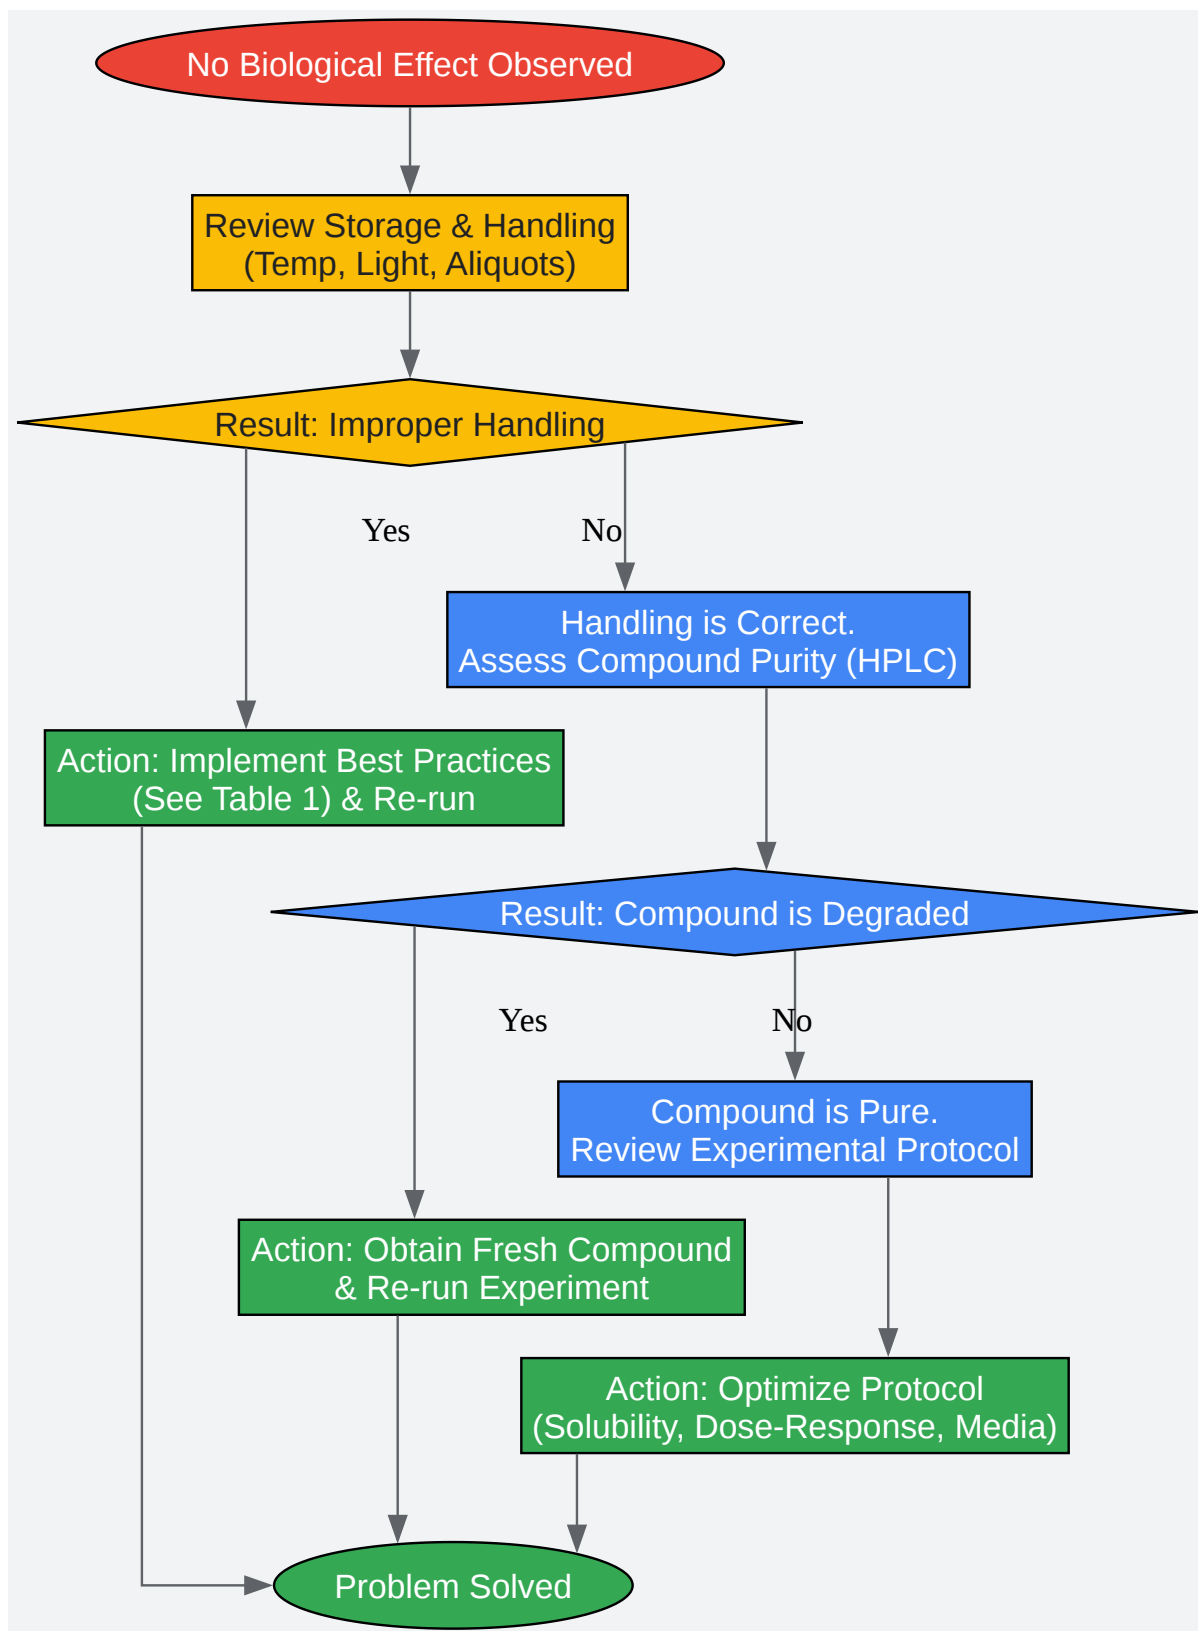 No Biological Effect Observed
Review Storage & Handling
(Temp, Light, Aliquots)
Result: Improper Handling
Yes
No
Handling is Correct.
Assess Compound Purity (HPLC)
Action: Implement Best Practices
(See Table 1) & Re-run
Result: Compound is Degraded
Yes
No
Compound is Pure.
Review Experimental Protocol
Action: Obtain Fresh Compound
& Re-run Experiment
Action: Optimize Protocol
(Solubility, Dose-Response, Media)
Problem Solved